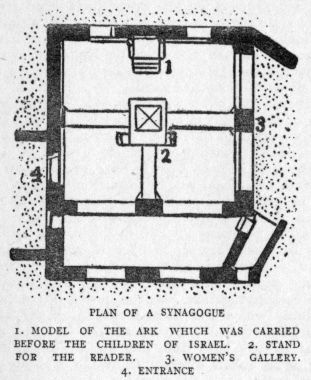 1
2
3
4
PLAN OF A SYNAGOGUE
1. MODEL OF THE ARK WHICH WAS CARRIED
BEFORE THE CHILDREN OF ISRAEL. 2. STAND
FOR THE READER. 3. WOMEN'S GALLERY.
4. ENTRANCE